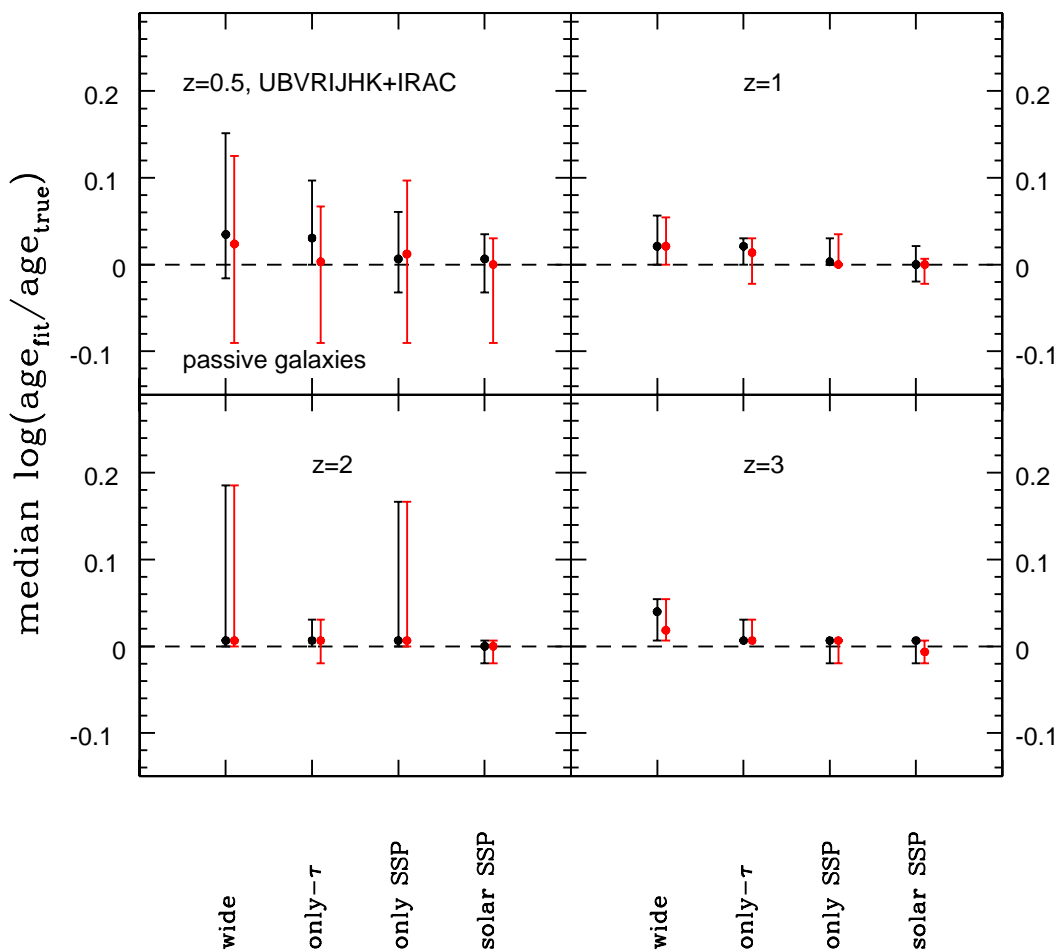 z=0.5, UBVRIJHK+IRAC
z=1
0.2
0.2
0.1
0.1
0
0
-0.1
-0.1
passive galaxies
median log(age_fit/age_true)
z=2
z=3
0.2
0.2
0.1
0.1
0
0
-0.1
-0.1
wide
only-τ
only SSP
solar SSP
wide
only-τ
only SSP
solar SSP